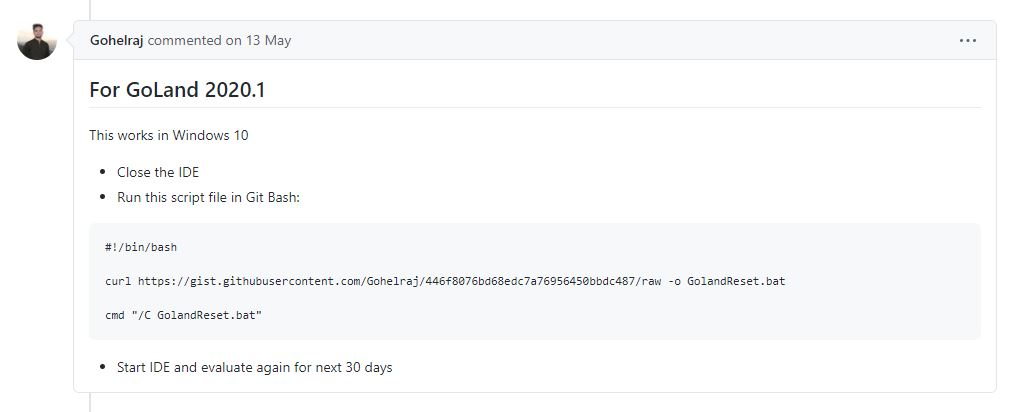 Gohelraj commented on 13 May
For GoLand 2020.1
This works in Windows 10
Close the IDE
Run this script file in Git Bash:
#!/bin/bash
curl https://gist.githubusercontent.com/Gohelraj/446f8076bd68edc7a76956450bbdc487/raw -o GolandReset.bat
cmd "/C GolandReset.bat"
Start IDE and evaluate again for next 30 days